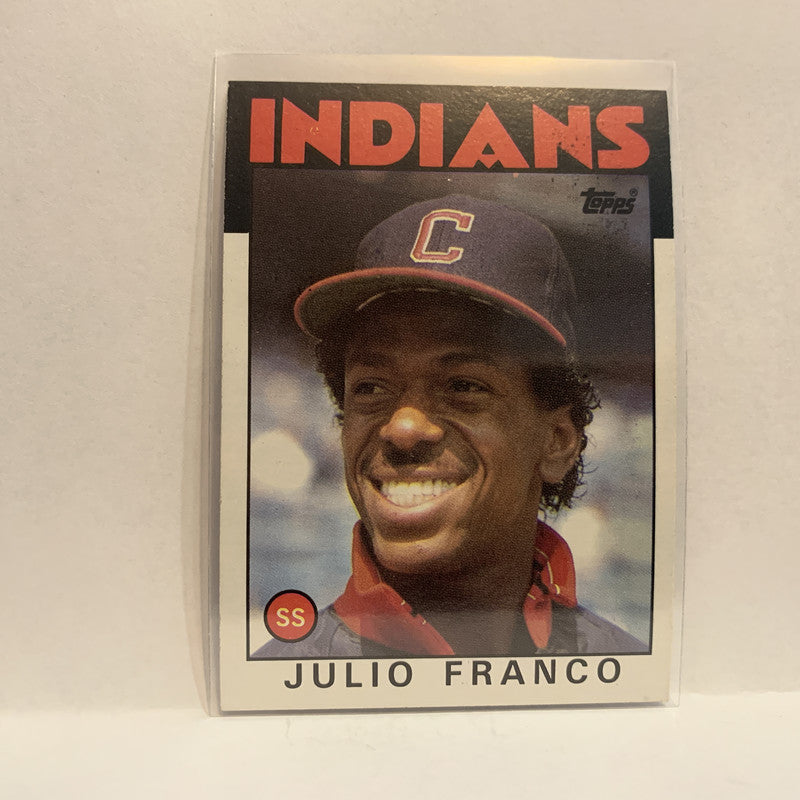 INDIANS
topps®
C
SS
JULIO FRANCO